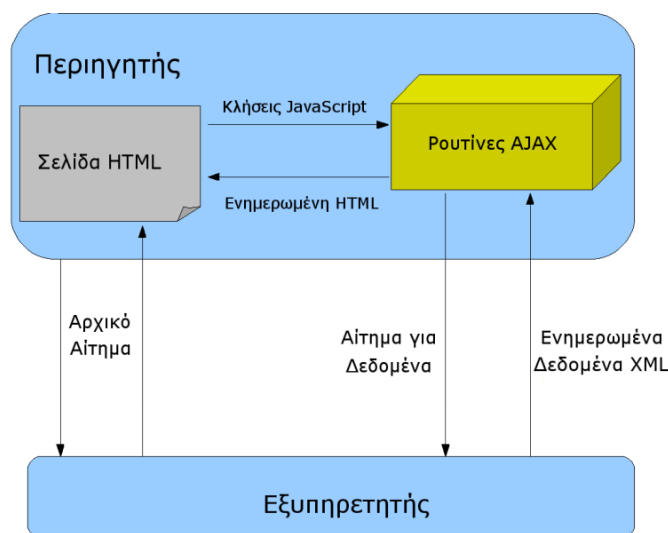 Περιηγητής
Κλήσεις JavaScript
Σελίδα HTML
Ρουτίνες AJAX
Ενημερωμένη HTML
Αρχικό
Αίτημα
Αίτημα για
Δεδομένα
Ενημερωμένα
Δεδομένα XML
Εξυπηρετητής